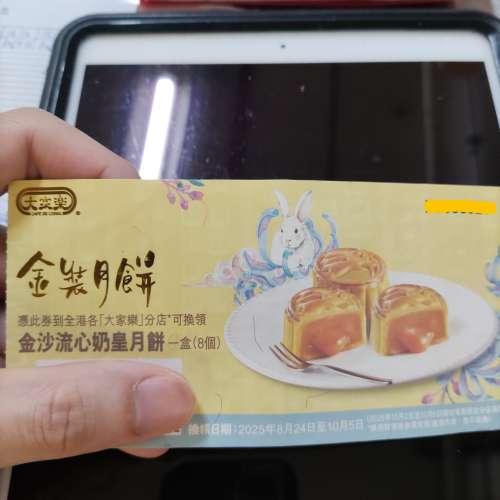 大家樂
金裝月餅
憑此券到全港各「大家樂」分店*可換領
金沙流心奶皇月餅一盒(8個)
換領日期:2025年8月24日至10月5日